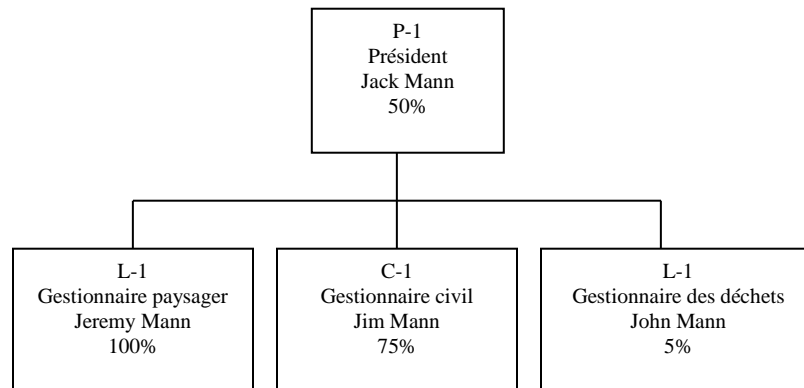 P-1
Président
Jack Mann
50%
L-1
Gestionnaire paysager
Jeremy Mann
100%
C-1
Gestionnaire civil
Jim Mann
75%
L-1
Gestionnaire des déchets
John Mann
5%